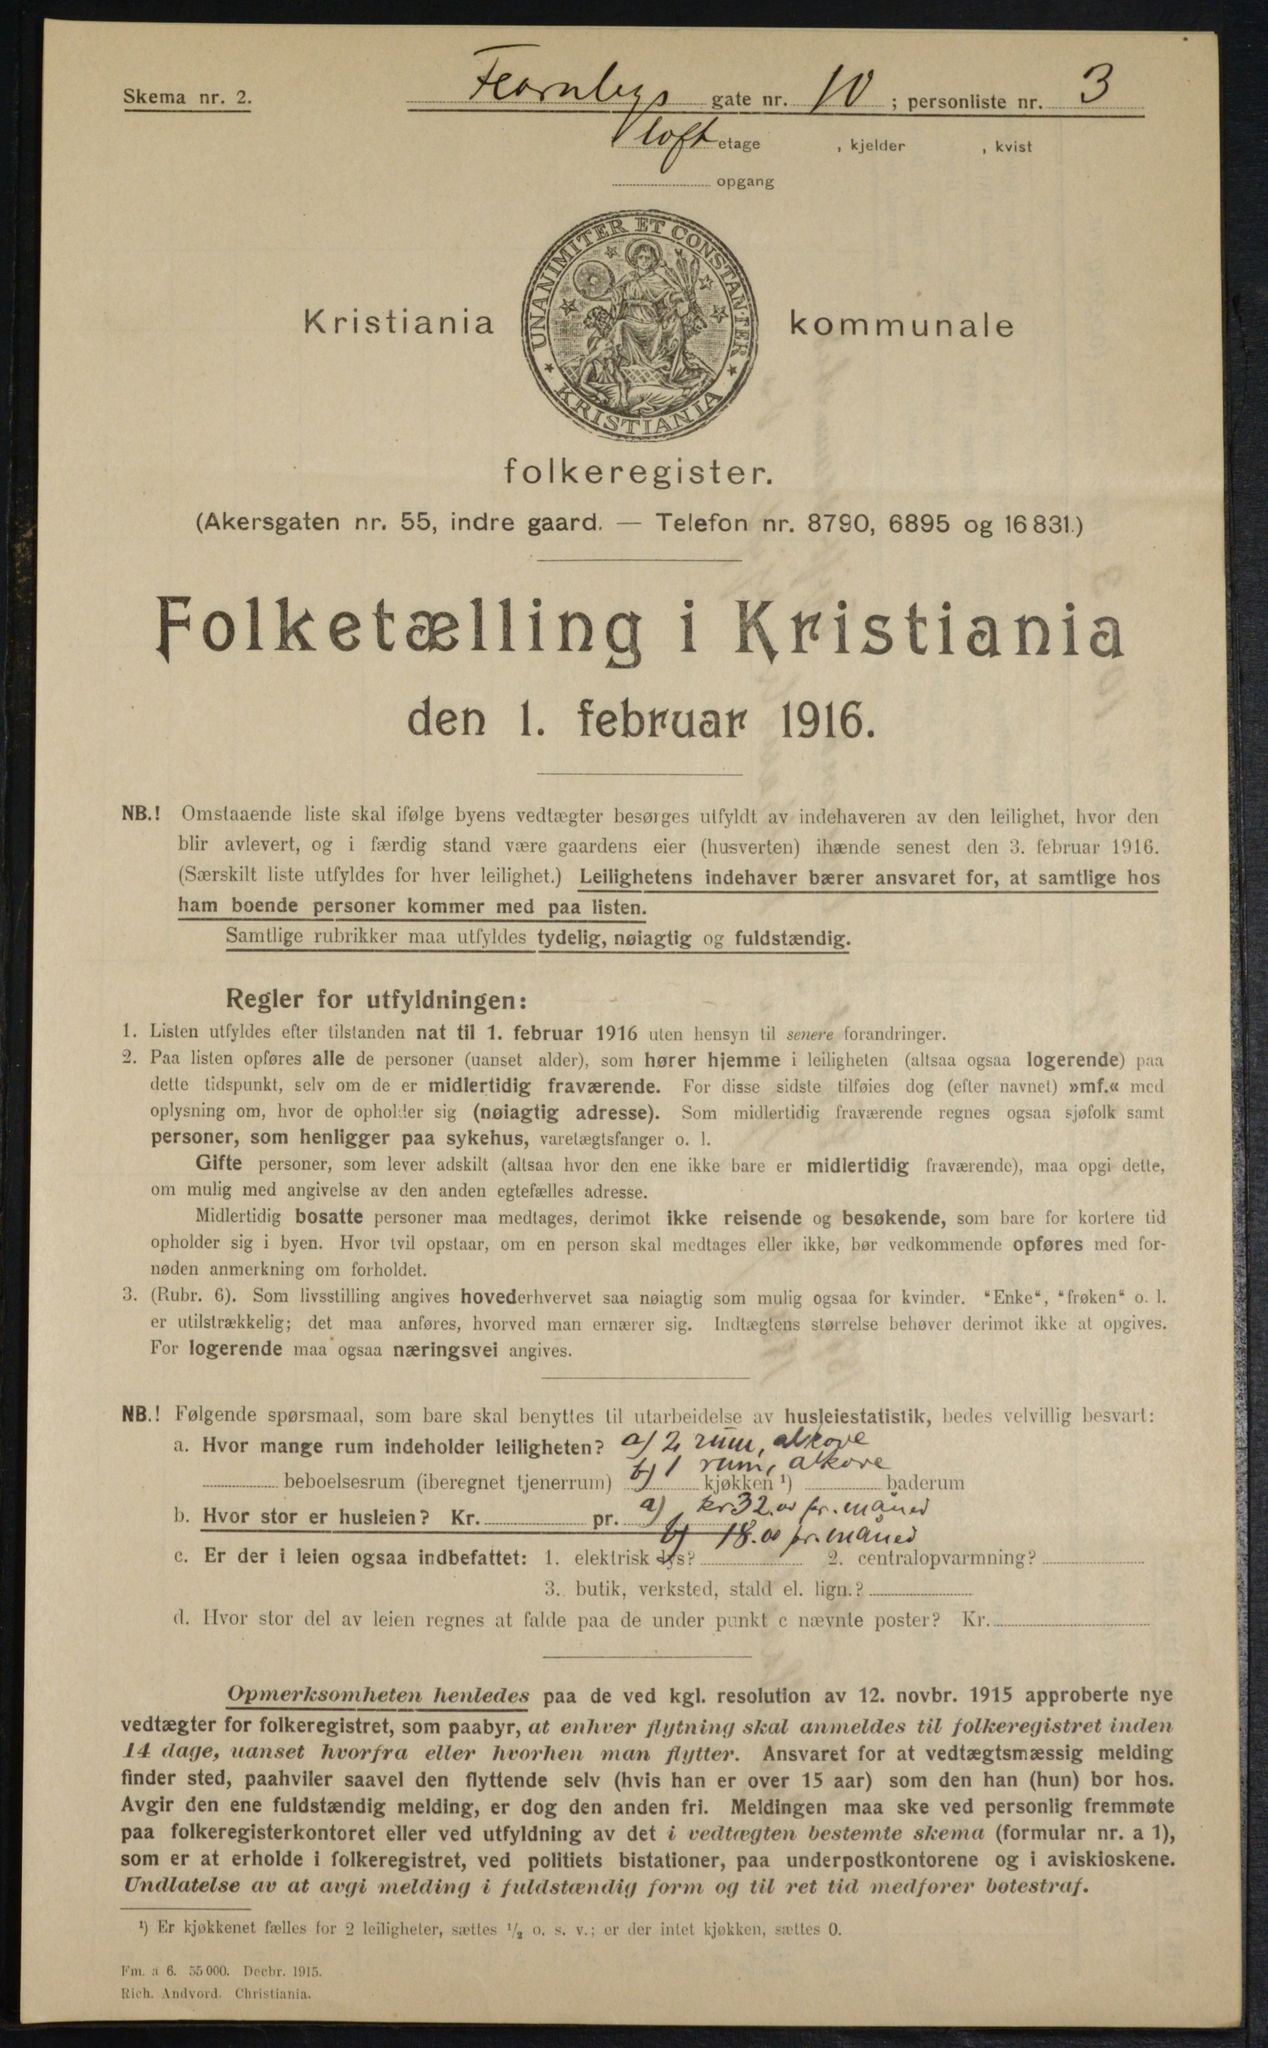 Skema nr. 2.
Fearnleys gate nr. 10 ; personliste nr. 3
loft etage , kjelder , kvist
opgang
UNANIMITER ET CONSTANTER
KRISTIANIA
Kristiania kommunale
folkeregister.
(Akersgaten nr. 55, indre gaard. — Telefon nr. 8790, 6895 og 16831.)
Folketælling i Kristiania
den 1. februar 1916.
NB.! Omstaaende liste skal ifølge byens vedtægter besørges utfyldt av indehaveren av den leilighet, hvor den
blir avlevert, og i færdig stand være gaardens eier (husverten) ihænde senest den 3. februar 1916.
(Særskilt liste utfyldes for hver leilighet.) Leilighetens indehaver bærer ansvaret for, at samtlige hos
ham boende personer kommer med paa listen.
Samtlige rubrikker maa utfyldes tydelig, nøiagtig og fuldstændig.
Regler for utfyldningen:
1. Listen utfyldes efter tilstanden nat til 1. februar 1916 uten hensyn til senere forandringer.
2. Paa listen opføres alle de personer (uanset alder), som hører hjemme i leiligheten (altsaa ogsaa logerende) paa
dette tidspunkt, selv om de er midlertidig fraværende. For disse sidste tilføies dog (efter navnet) »mf.« med
oplysning om, hvor de opholder sig (nøiagtig adresse). Som midlertidig fraværende regnes ogsaa sjøfolk samt
personer, som henligger paa sykehus, varetægtsfanger o. l.
Gifte personer, som lever adskilt (altsaa hvor den ene ikke bare er midlertidig fraværende), maa opgi dette,
om mulig med angivelse av den anden egtefælles adresse.
Midlertidig bosatte personer maa medtages, derimot ikke reisende og besøkende, som bare for kortere tid
opholder sig i byen. Hvor tvil opstaar, om en person skal medtages eller ikke, bør vedkommende opføres med for-
nøden anmerkning om forholdet.
3. (Rubr. 6). Som livsstilling angives hovederhvervet saa nøiagtig som mulig ogsaa for kvinder. "Enke", "frøken" o. l.
er utilstrækkelig; det maa anføres, hvorved man ernærer sig. Indtægtens størrelse behøver derimot ikke at opgives.
For logerende maa ogsaa næringsvei angives.
NB.! Følgende spørsmaal, som bare skal benyttes til utarbeidelse av husleiestatistik, bedes velvillig besvart:
a. Hvor mange rum indeholder leiligheten? a) 2 rum, alkove
b) 1 rum, alkove
beboelsesrum (iberegnet tjenerrum) kjøkken ¹) baderum
b. Hvor stor er husleien? Kr. pr. a) kr 32.00 pr. måned
b) 18.00 pr. måned
c. Er der i leien ogsaa indbefattet: 1. elektrisk lys? 2. centralopvarmning?
3. butik, verksted, stald el. lign.?
d. Hvor stor del av leien regnes at falde paa de under punkt c nævnte poster? Kr.
Opmerksomheten henledes paa de ved kgl. resolution av 12. novbr. 1915 approberte nye
vedtægter for folkeregistret, som paabyr, at enhver flytning skal anmeldes til folkeregistret inden
14 dage, uanset hvorfra eller hvorhen man flytter. Ansvaret for at vedtægtsmæssig melding
finder sted, paahviler saavel den flyttende selv (hvis han er over 15 aar) som den han (hun) bor hos.
Avgir den ene fuldstændig melding, er dog den anden fri. Meldingen maa ske ved personlig fremmøte
paa folkeregisterkontoret eller ved utfyldning av det i vedtægten bestemte skema (formular nr. a 1),
som er at erholde i folkeregistret, ved politiets bistationer, paa underpostkontorene og i aviskioskene.
Undlatelse av at avgi melding i fuldstændig form og til ret tid medfører bøtestraf.
¹) Er kjøkkenet fælles for 2 leiligheter, sættes ½ o. s. v.; er der intet kjøkken, sættes 0.
Fm. a 6. 55000. Decbr. 1915.
Rich. Andvord. Christiania.